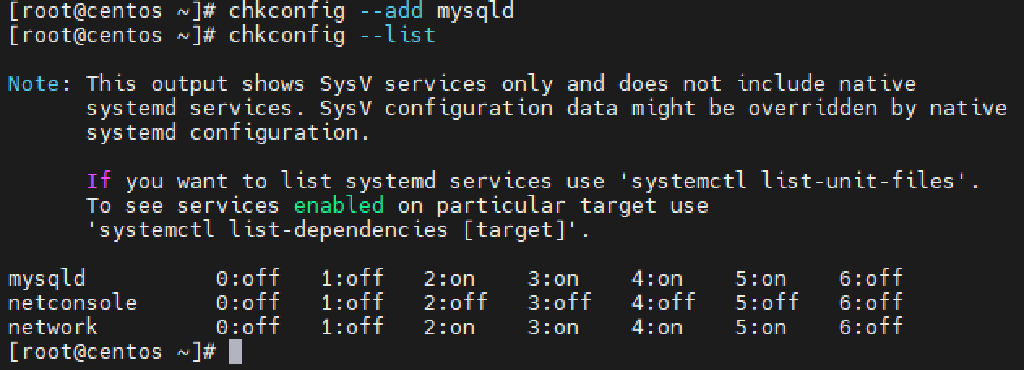 [root@centos ~]# chkconfig --add mysqld
[root@centos ~]# chkconfig --list

Note: This output shows SysV services only and does not include native
      systemd services. SysV configuration data might be overridden by native
      systemd configuration.

      If you want to list systemd services use 'systemctl list-unit-files'.
      To see services enabled on particular target use
      'systemctl list-dependencies [target]'.

mysqld          0:off   1:off   2:on    3:on    4:on    5:on    6:off
netconsole      0:off   1:off   2:off   3:off   4:off   5:off   6:off
network         0:off   1:off   2:on    3:on    4:on    5:on    6:off
[root@centos ~]#